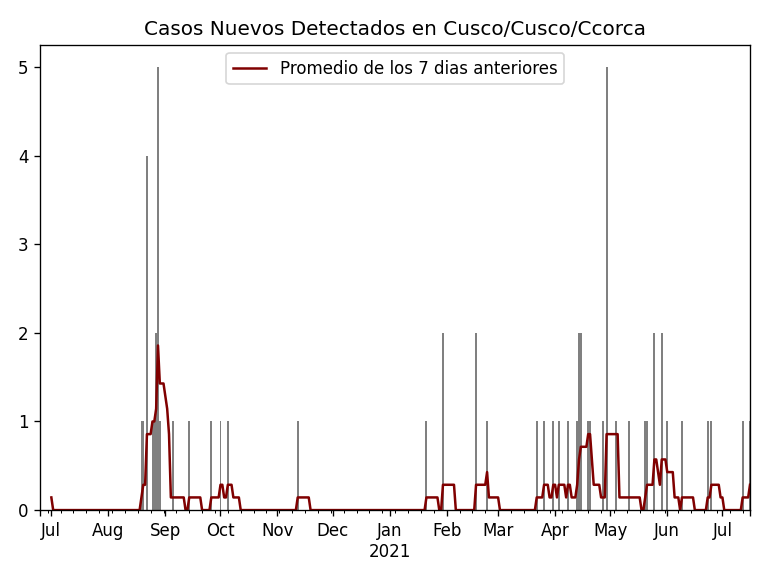 Casos Nuevos Detectados en Cusco/Cusco/Ccorca
Promedio de los 7 dias anteriores
5
4
3
2
1
0
Jul Aug Sep Oct Nov Dec Jan Feb Mar Apr May Jun Jul
2021